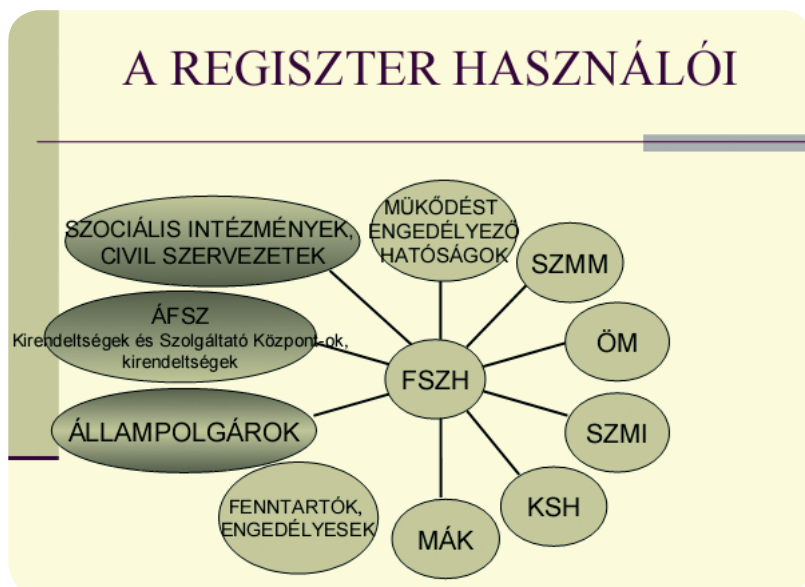 A REGISZTER HASZNÁLÓI
SZOCIÁLIS INTÉZMÉNYEK,
CIVIL SZERVEZETEK
MÜKŐDÉST
ENGEDÉLYEZŐ
HATÓSÁGOK
SZMM
ÁFSZ
Kirendeltségek és Szolgáltató Központ-ok,
kirendeltségek
ÖM
FSZH
ÁLLAMPOLGÁROK
SZMI
FENNTARTÓK,
ENGEDÉLYESEK
MÁK
KSH